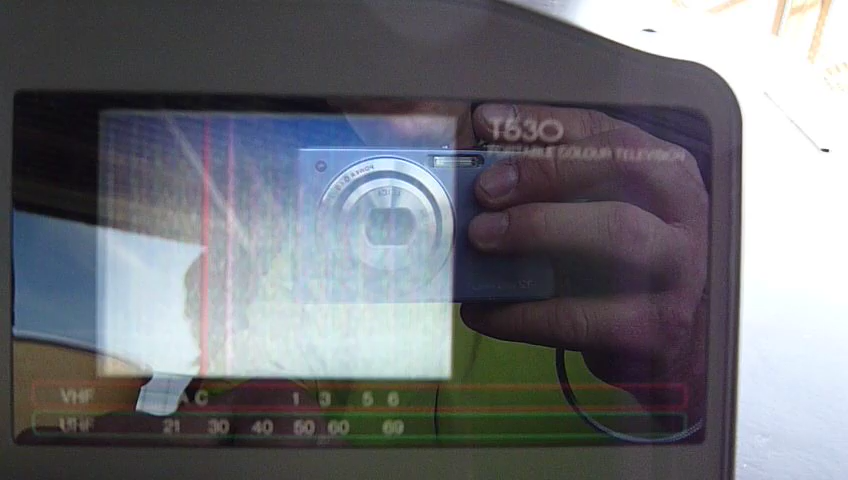 T530
PORTABLE COLOUR TELEVISION
VHF A C 1 3 5 6
UHF 21 30 40 50 60 69